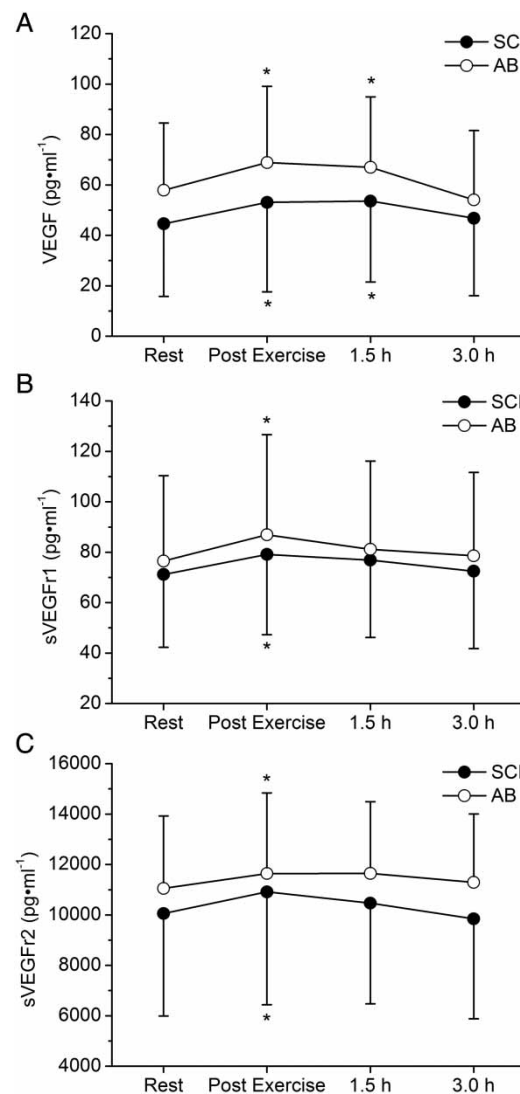 A
120
100
80
60
40
20
0
VEGF (pg•ml⁻¹)
SC
AB
* *
* *
Rest Post Exercise 1.5 h 3.0 h
B
140
120
100
80
60
40
20
sVEGFr1 (pg•ml⁻¹)
SCI
AB
*
*
Rest Post Exercise 1.5 h 3.0 h
C
16000
14000
12000
10000
8000
6000
4000
sVEGFr2 (pg•ml⁻¹)
SCI
AB
*
*
Rest Post Exercise 1.5 h 3.0 h